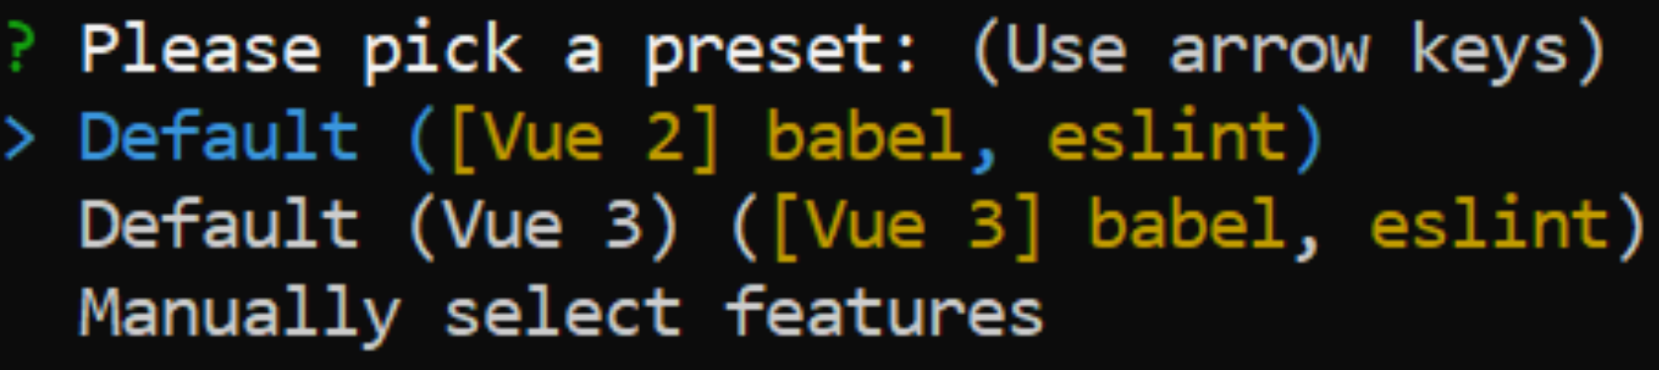 ? Please pick a preset: (Use arrow keys)
> Default ([Vue 2] babel, eslint)
Default (Vue 3) ([Vue 3] babel, eslint)
Manually select features